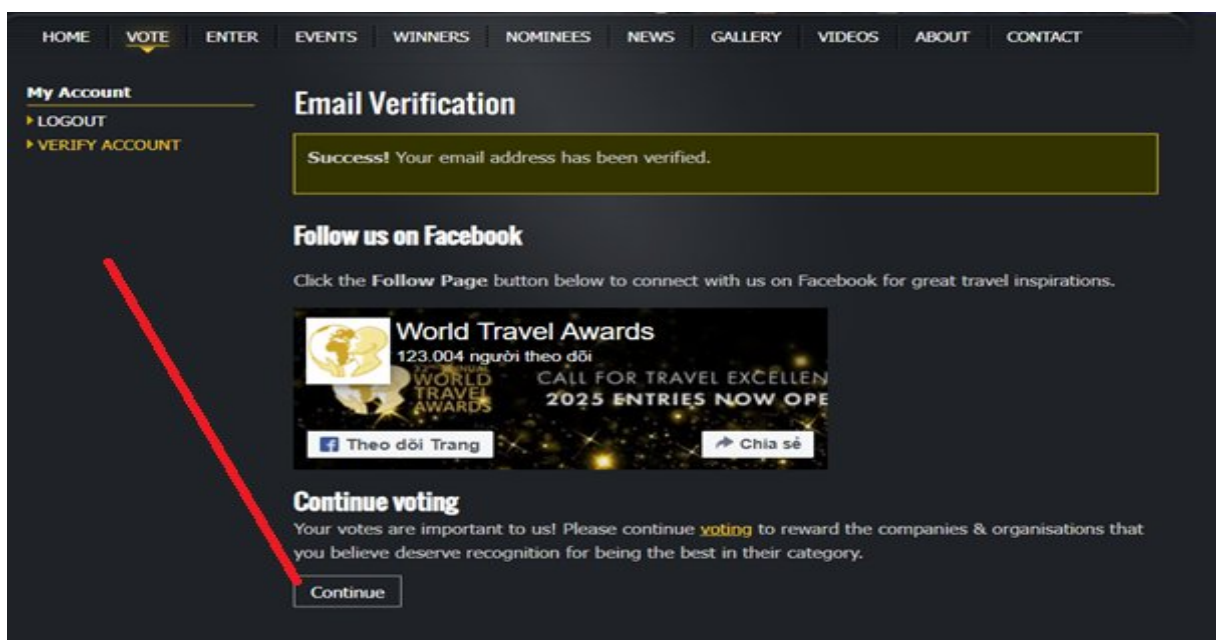 HOME VOTE ENTER EVENTS WINNERS NOMINEES NEWS GALLERY VIDEOS ABOUT CONTACT
My Account
LOGOUT
VERIFY ACCOUNT
Email Verification
Success! Your email address has been verified.
Follow us on Facebook
Click the Follow Page button below to connect with us on Facebook for great travel inspirations.
World Travel Awards
123.004 người theo dõi
WORLD
TRAVEL
AWARDS
CALL FOR TRAVEL EXCELLEN
2025 ENTRIES NOW OPE
Theo dõi Trang
Chia sẻ
Continue voting
Your votes are important to us! Please continue voting to reward the companies & organisations that
you believe deserve recognition for being the best in their category.
Continue